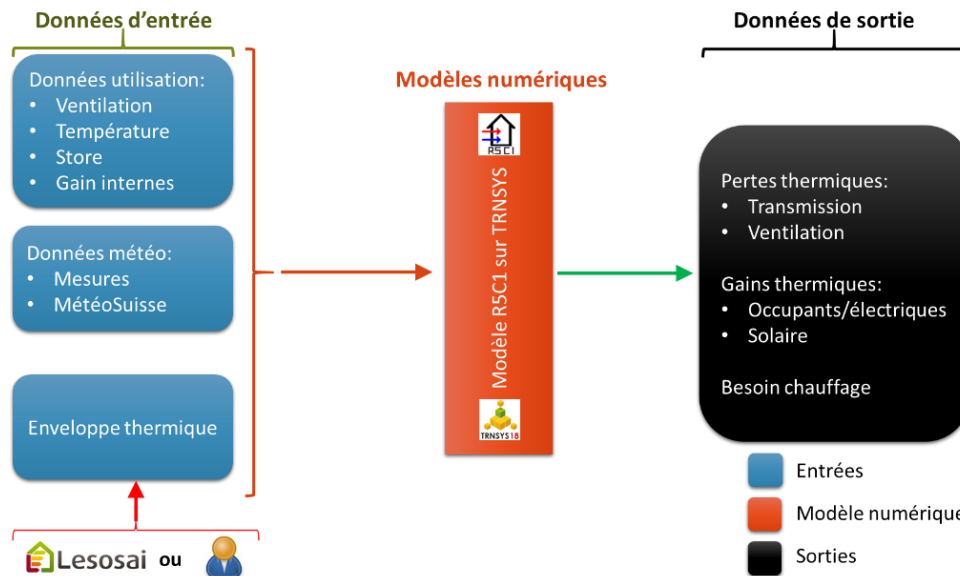 Données d'entrée
Données utilisation:
• Ventilation
• Température
• Store
• Gain internes
Données météo:
• Mesures
• MétéoSuisse
Enveloppe thermique
Lesosai ou
Modèles numériques
R5C1
Modèle R5C1 sur TRNSYS
TRNSYS 18
Données de sortie
Pertes thermiques:
• Transmission
• Ventilation
Gains thermiques:
• Occupants/électriques
• Solaire
Besoin chauffage
Entrées
Modèle numérique
Sorties